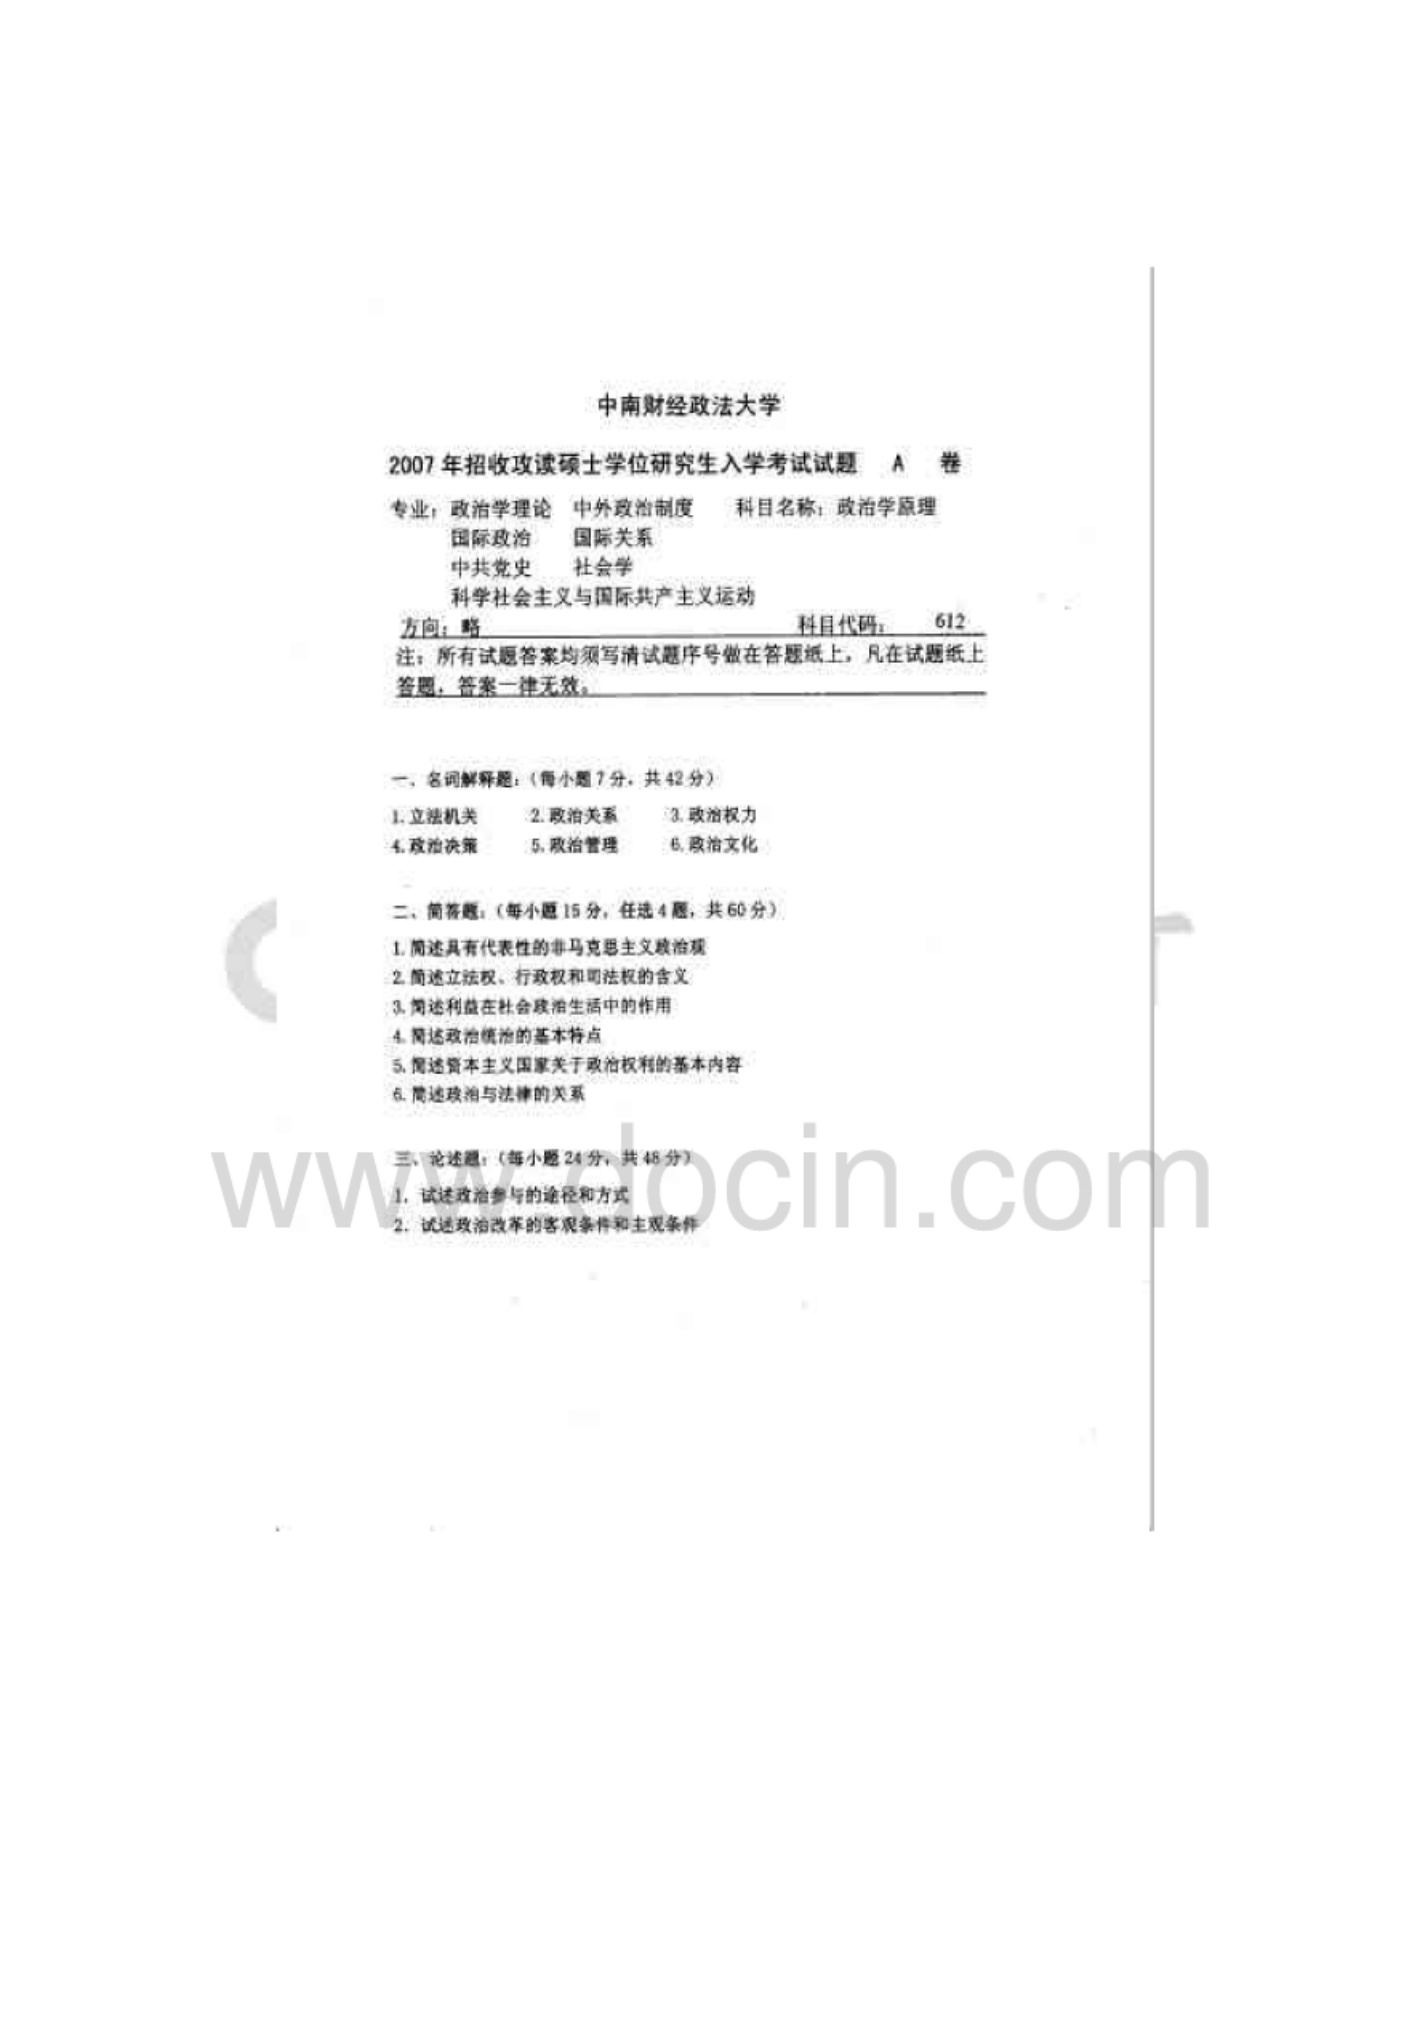 中南财经政法大学
2007 年招收攻读硕士学位研究生入学考试试题 A 卷
专业：政治学理论 中外政治制度 科目名称：政治学原理
国际政治 国际关系
中共党史 社会学
科学社会主义与国际共产主义运动
方向：略 科目代码： 612
注：所有试题答案均须写清试题序号做在答题纸上，凡在试题纸上
答题，答案一律无效。
一、名词解释题：（每小题 7 分，共 42 分）
1. 立法机关 2. 政治关系 3. 政治权力
4. 政治决策 5. 政治管理 6. 政治文化
二、简答题：（每小题 15 分，任选 4 题，共 60 分）
1. 简述具有代表性的非马克思主义政治观
2. 简述立法权、行政权和司法权的含义
3. 简述利益在社会政治生活中的作用
4. 简述政治统治的基本特点
5. 简述资本主义国家关于政治权利的基本内容
6. 简述政治与法律的关系
www.docin.com
三、论述题：（每小题 24 分，共 48 分）
1. 试述政治参与的途径和方式
2. 试述政治改革的客观条件和主观条件